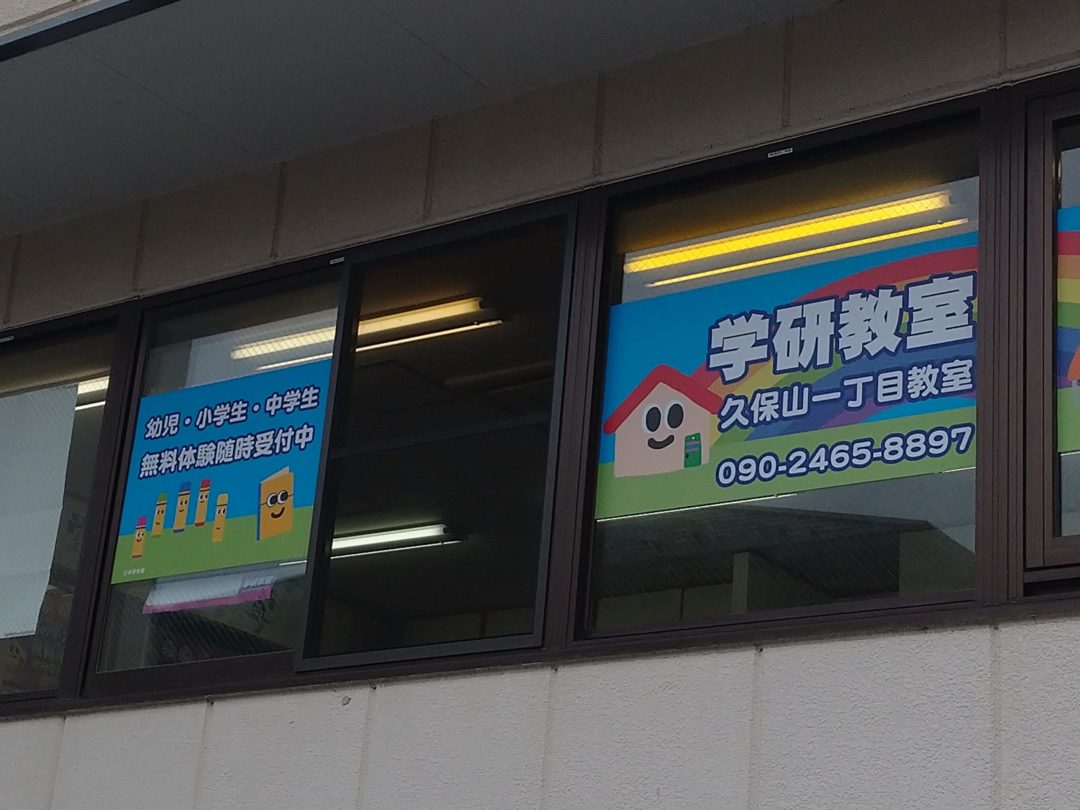 幼児・小学生・中学生
無料体験随時受付中
学研教室
久保山一丁目教室
090-2465-8897